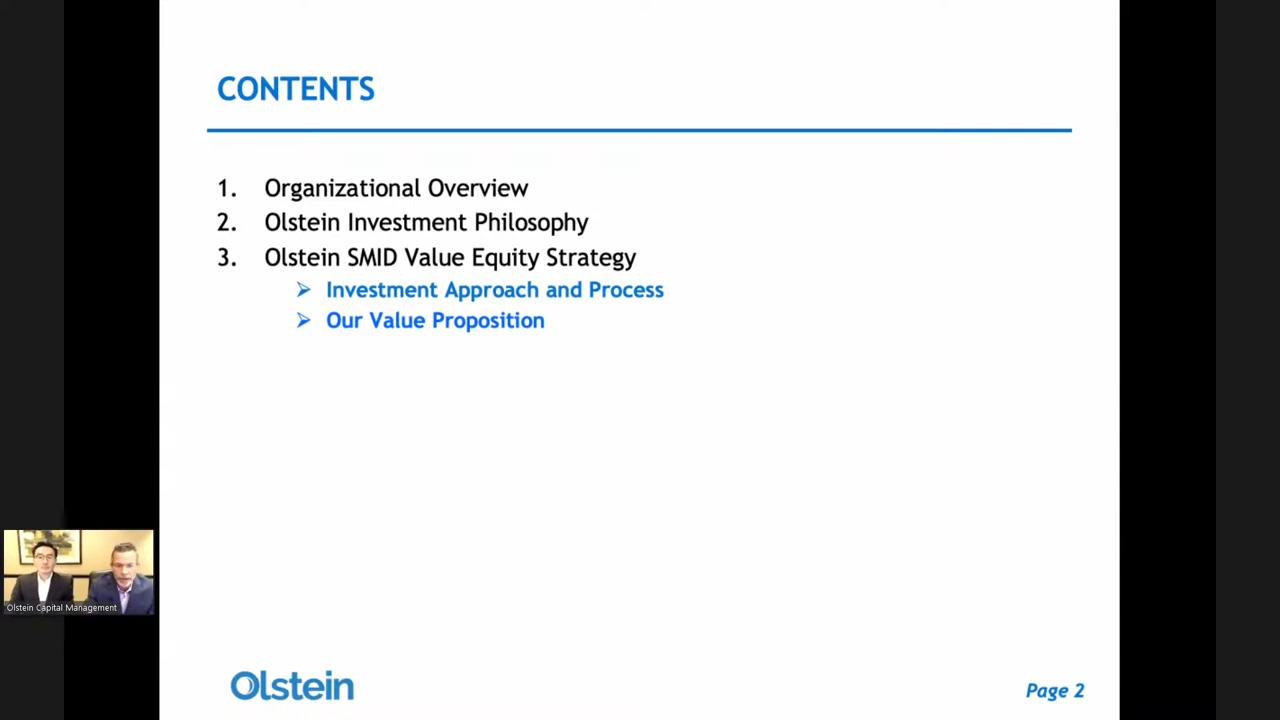 CONTENTS
1. Organizational Overview
2. Olstein Investment Philosophy
3. Olstein SMID Value Equity Strategy
➢ Investment Approach and Process
➢ Our Value Proposition
Olstein Capital Management
Olstein
Page 2